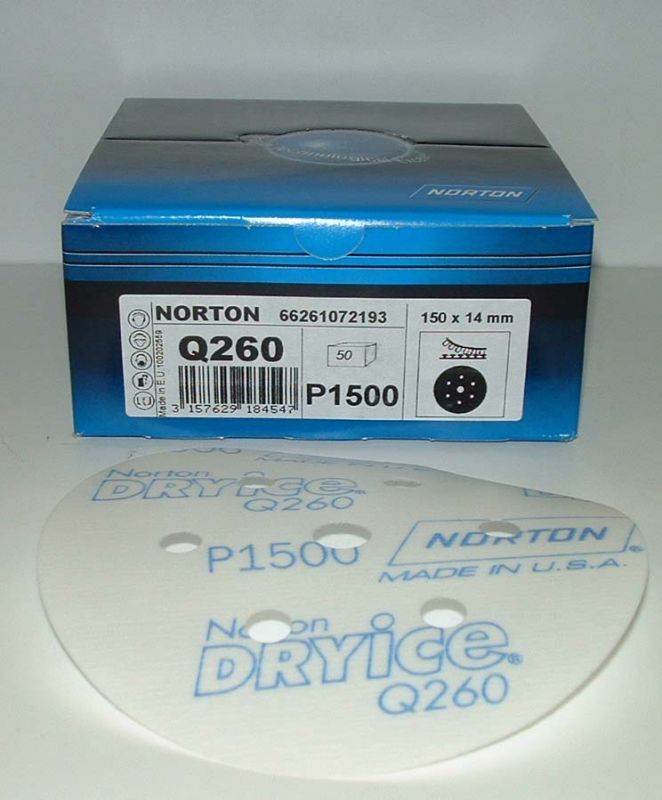 Technological
NORTON
NORTON 66261072193 150 x 14 mm
Q260
50
P1500
3 157629 184547
Made in E.U.
Norton
DRYice®
Q260
P1500
NORTON®
MADE IN U.S.A.
Norton
DRYice®
Q260